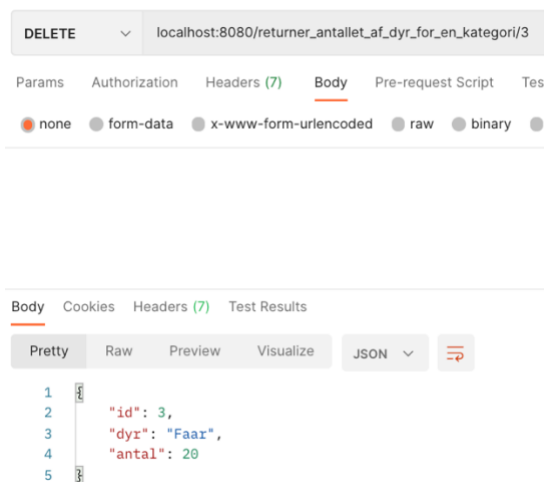 DELETE localhost:8080/returner_antallet_af_dyr_for_en_kategori/3
Params Authorization Headers (7) Body Pre-request Script Tes
none form-data x-www-form-urlencoded raw binary
Body Cookies Headers (7) Test Results
Pretty Raw Preview Visualize JSON
1 {
2 "id": 3,
3 "dyr": "Faar",
4 "antal": 20
5 }